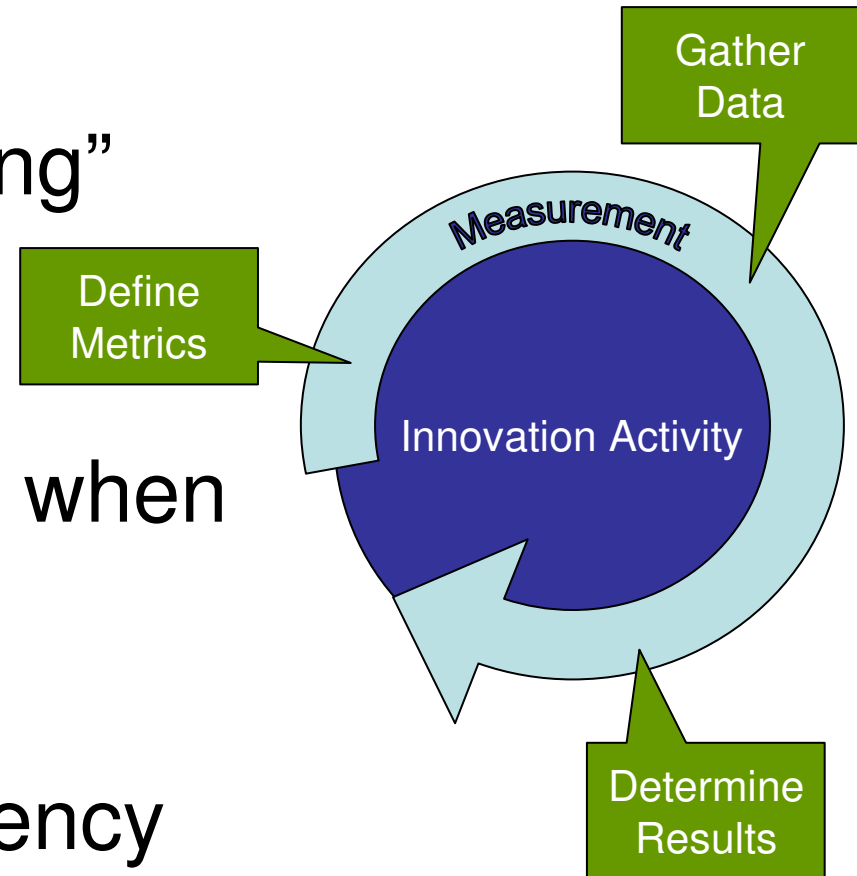 Gather
Data
ng”
Measurement
Define
Metrics
Innovation Activity
when
Determine
Results
ency